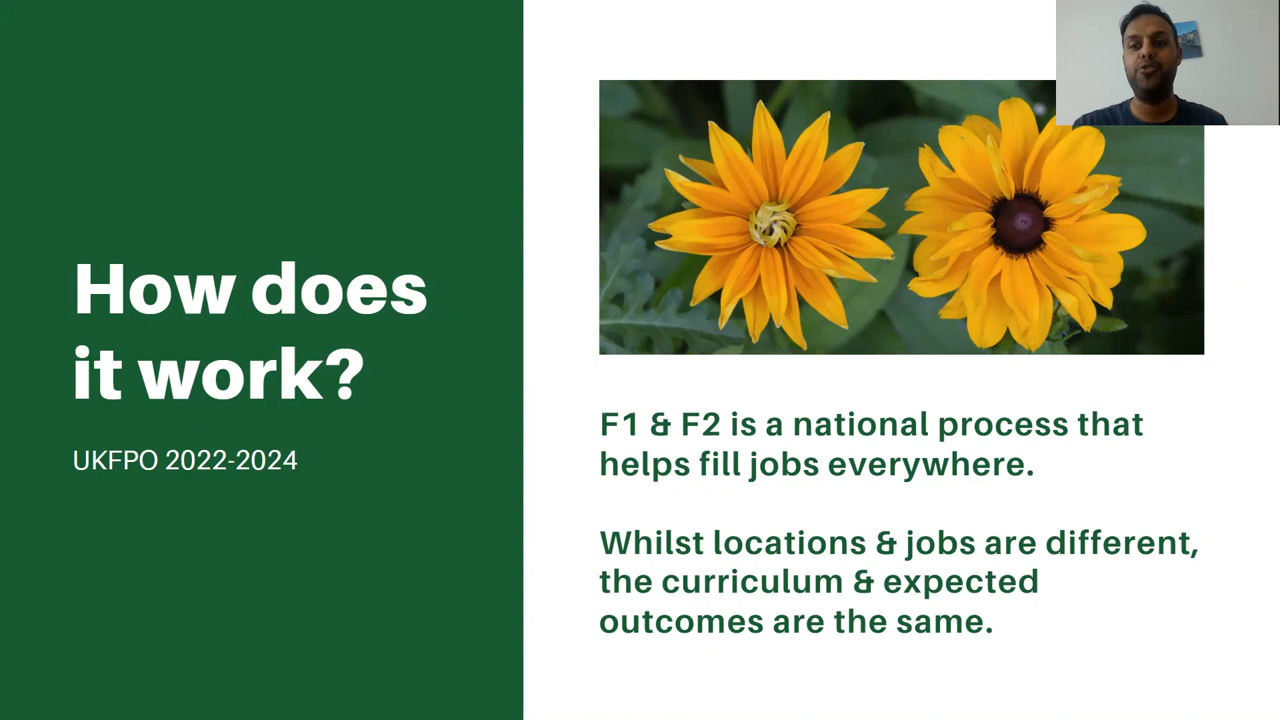 How does
it work?
UKFPO 2022-2024
F1 & F2 is a national process that
helps fill jobs everywhere.
Whilst locations & jobs are different,
the curriculum & expected
outcomes are the same.